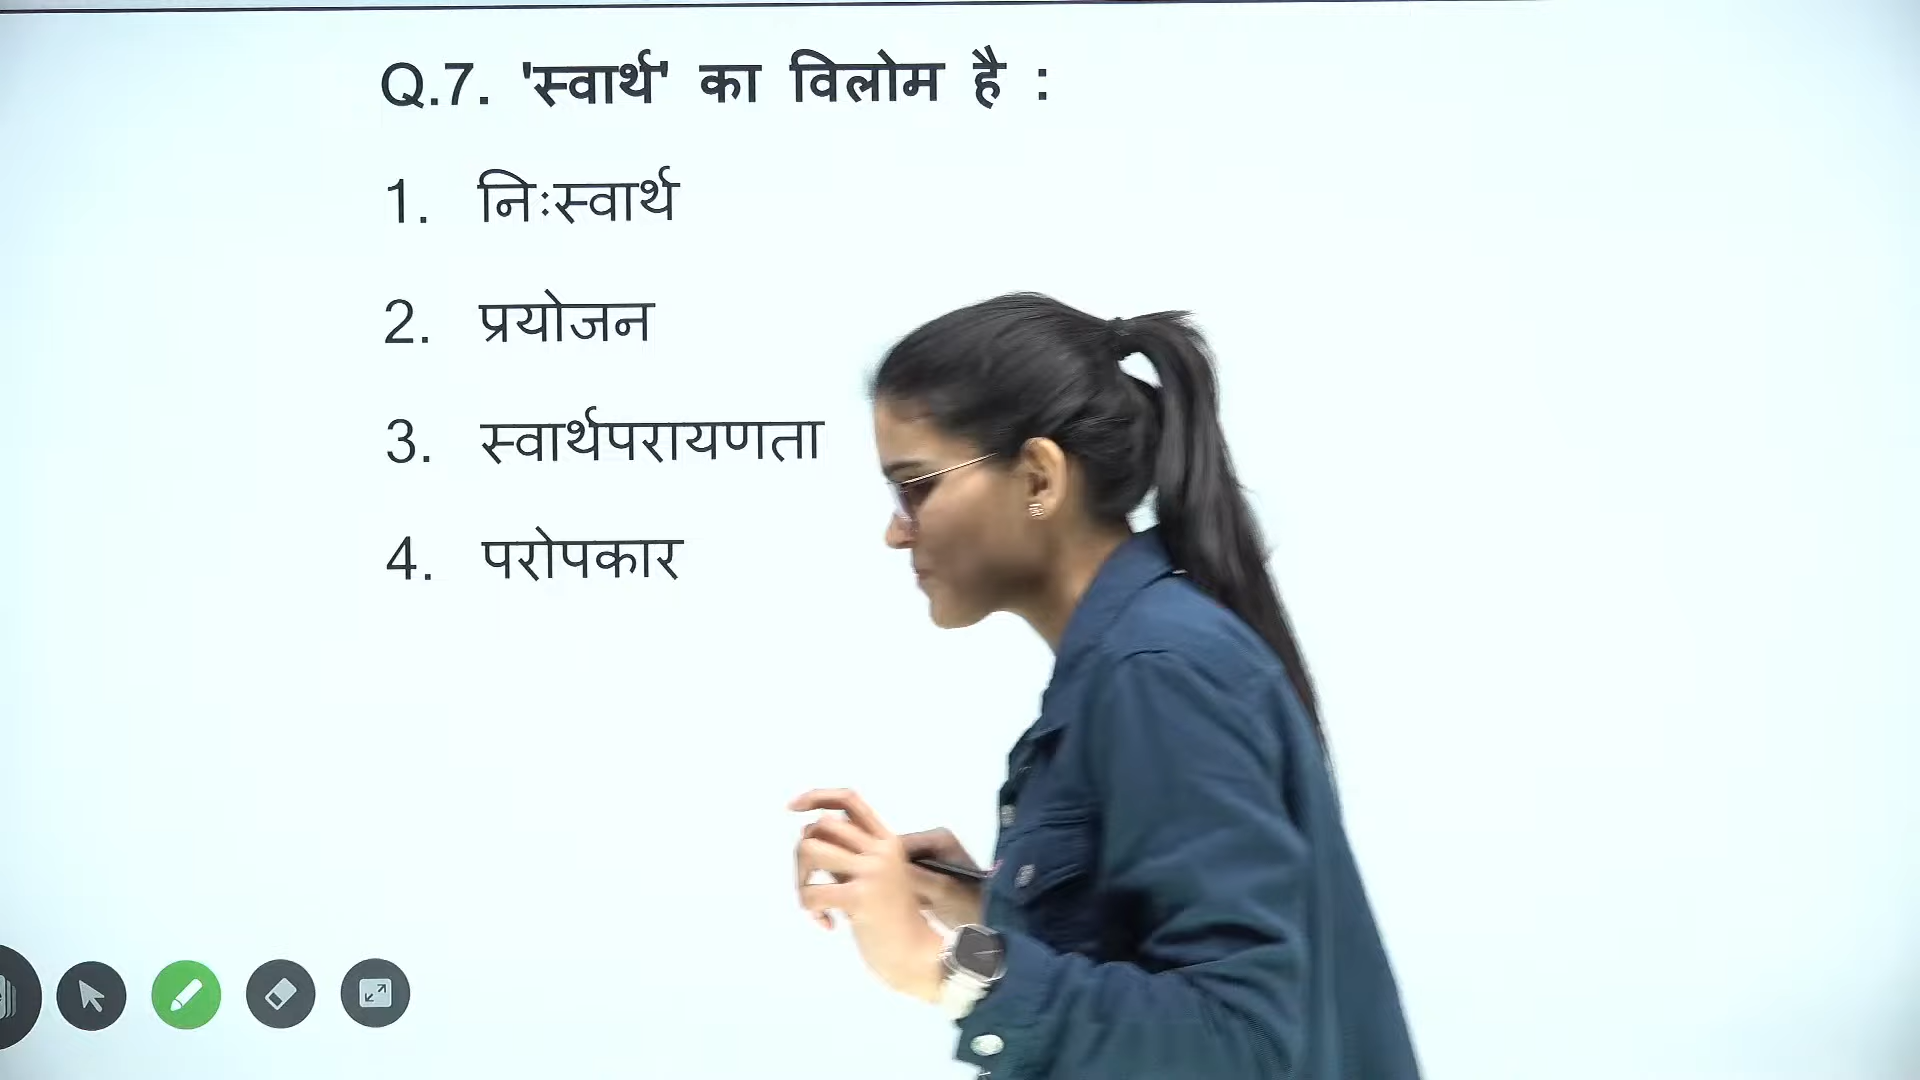 Q.7. 'स्वार्थ' का विलोम है :
1. निःस्वार्थ
2. प्रयोजन
3. स्वार्थपरायणता
4. परोपकार